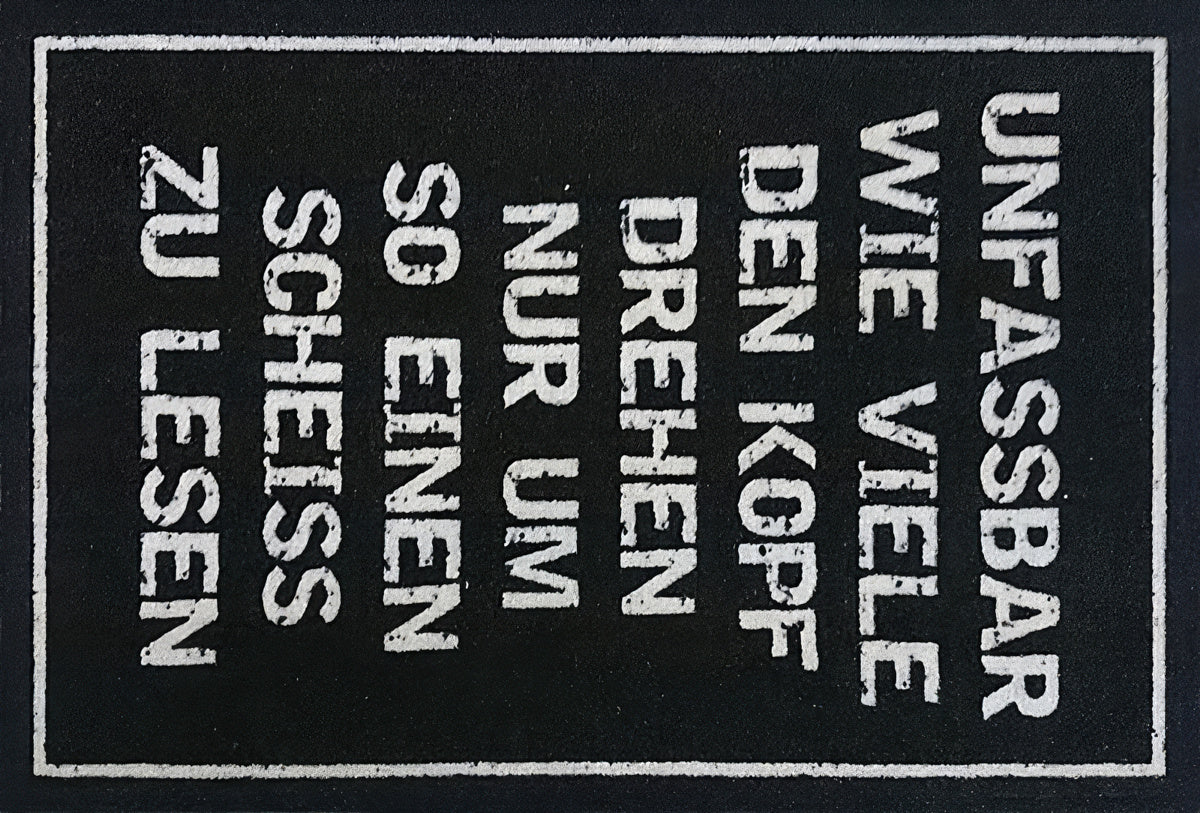 UNFASSBAR
WIE VIELE
DEN KOPF
DREHEN
NUR UM
SO EINEN
SCHEISS
ZU LESEN